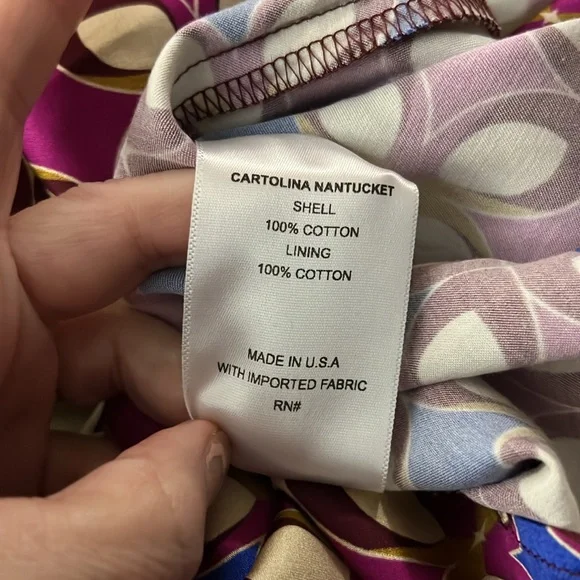 CARTOLINA NANTUCKET
SHELL
100% COTTON
LINING
100% COTTON
MADE IN U.S.A
WITH IMPORTED FABRIC
RN#